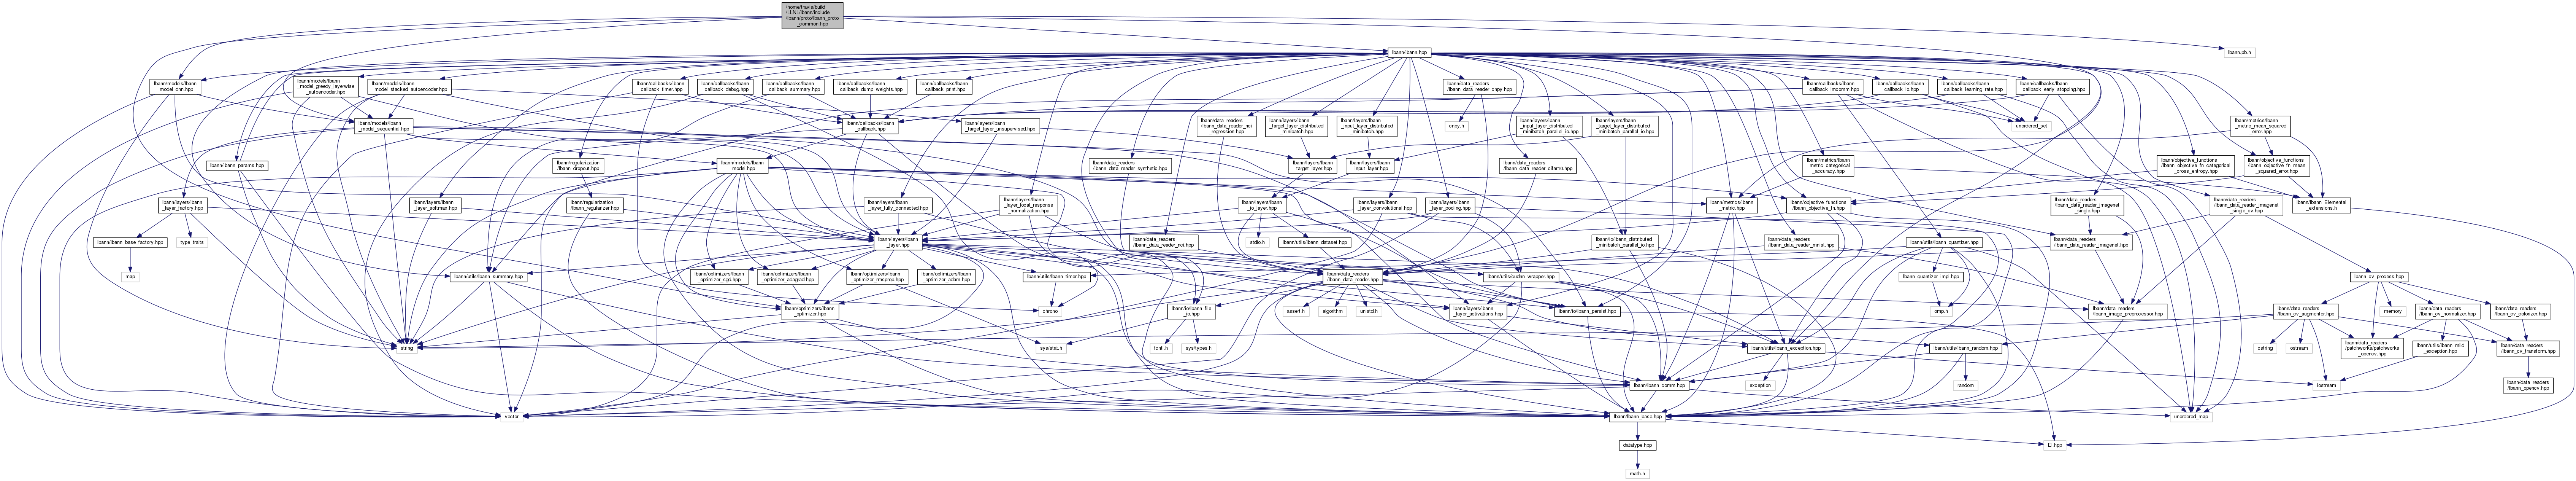 /home/travis/build
/LLNL/lbann/include
/lbann/proto/lbann_proto
_common.hpp
lbann/lbann.hpp
lbann.pb.h
lbann/models/lbann
_model_dnn.hpp
lbann/models/lbann
_model_greedy_layerwise
_autoencoder.hpp
lbann/models/lbann
_model_stacked_autoencoder.hpp
lbann/callbacks/lbann
_callback_timer.hpp
lbann/callbacks/lbann
_callback_debug.hpp
lbann/callbacks/lbann
_callback_summary.hpp
lbann/callbacks/lbann
_callback_dump_weights.hpp
lbann/callbacks/lbann
_callback_print.hpp
lbann/data_readers
/lbann_data_reader_cnpy.hpp
lbann/callbacks/lbann
_callback_imcomm.hpp
lbann/callbacks/lbann
_callback_io.hpp
lbann/callbacks/lbann
_callback_learning_rate.hpp
lbann/callbacks/lbann
_callback_early_stopping.hpp
lbann/models/lbann
_model_sequential.hpp
lbann/callbacks/lbann
_callback.hpp
lbann/layers/lbann
_target_layer_unsupervised.hpp
cnpy.h
lbann/data_readers
/lbann_data_reader_nci
_regression.hpp
lbann/layers/lbann
_target_layer_distributed
_minibatch.hpp
lbann/layers/lbann
_input_layer_distributed
_minibatch.hpp
lbann/layers/lbann
_input_layer_distributed
_minibatch_parallel_io.hpp
lbann/layers/lbann
_target_layer_distributed
_minibatch_parallel_io.hpp
unordered_set
lbann/metrics/lbann
_metric_mean_squared
_error.hpp
lbann/lbann_params.hpp
lbann/regularization
/lbann_dropout.hpp
lbann/models/lbann
_model.hpp
lbann/data_readers
/lbann_data_reader_synthetic.hpp
lbann/layers/lbann
_target_layer.hpp
lbann/layers/lbann
_input_layer.hpp
lbann/data_readers
/lbann_data_reader_cifar10.hpp
lbann/metrics/lbann
_metric_categorical
_accuracy.hpp
lbann/objective_functions
/lbann_objective_fn_categorical
_cross_entropy.hpp
lbann/objective_functions
/lbann_objective_fn_mean
_squared_error.hpp
lbann/layers/lbann
_layer_factory.hpp
lbann/layers/lbann
_layer_softmax.hpp
lbann/regularization
/lbann_regularizer.hpp
lbann/layers/lbann
_layer_fully_connected.hpp
lbann/layers/lbann
_layer_local_response
_normalization.hpp
lbann/layers/lbann
_io_layer.hpp
lbann/layers/lbann
_layer_convolutional.hpp
lbann/layers/lbann
_layer_pooling.hpp
lbann/metrics/lbann
_metric.hpp
lbann/objective_functions
/lbann_objective_fn.hpp
lbann/data_readers
/lbann_data_reader_imagenet
_single.hpp
lbann/data_readers
/lbann_data_reader_imagenet
_single_cv.hpp
lbann/lbann_Elemental
_extensions.h
lbann/lbann_base_factory.hpp
type_traits
lbann/layers/lbann
_layer.hpp
lbann/data_readers
/lbann_data_reader_nci.hpp
stdio.h
lbann/utils/lbann_dataset.hpp
lbann/io/lbann_distributed
_minibatch_parallel_io.hpp
lbann/data_readers
/lbann_data_reader_mnist.hpp
lbann/utils/lbann_quantizer.hpp
lbann/data_readers
/lbann_data_reader_imagenet.hpp
map
lbann/utils/lbann_summary.hpp
lbann/optimizers/lbann
_optimizer_sgd.hpp
lbann/optimizers/lbann
_optimizer_adagrad.hpp
lbann/optimizers/lbann
_optimizer_rmsprop.hpp
lbann/optimizers/lbann
_optimizer_adam.hpp
lbann/utils/lbann_timer.hpp
lbann/data_readers
/lbann_data_reader.hpp
lbann/utils/cudnn_wrapper.hpp
lbann_quantizer_impl.hpp
lbann_cv_process.hpp
lbann/optimizers/lbann
_optimizer.hpp
chrono
lbann/io/lbann_file
_io.hpp
assert.h
algorithm
unistd.h
lbann/layers/lbann
_layer_activations.hpp
lbann/io/lbann_persist.hpp
omp.h
lbann/data_readers
/lbann_image_preprocessor.hpp
lbann/data_readers
/lbann_cv_augmenter.hpp
memory
lbann/data_readers
/lbann_cv_normalizer.hpp
lbann/data_readers
/lbann_cv_colorizer.hpp
string
sys/stat.h
fcntl.h
sys/types.h
lbann/utils/lbann_exception.hpp
lbann/utils/lbann_random.hpp
cstring
ostream
lbann/data_readers
/patchworks/patchworks
_opencv.hpp
lbann/utils/lbann_mild
_exception.hpp
lbann/data_readers
/lbann_cv_transform.hpp
lbann/lbann_comm.hpp
exception
random
iostream
lbann/data_readers
/lbann_opencv.hpp
vector
lbann/lbann_base.hpp
unordered_map
datatype.hpp
El.hpp
math.h